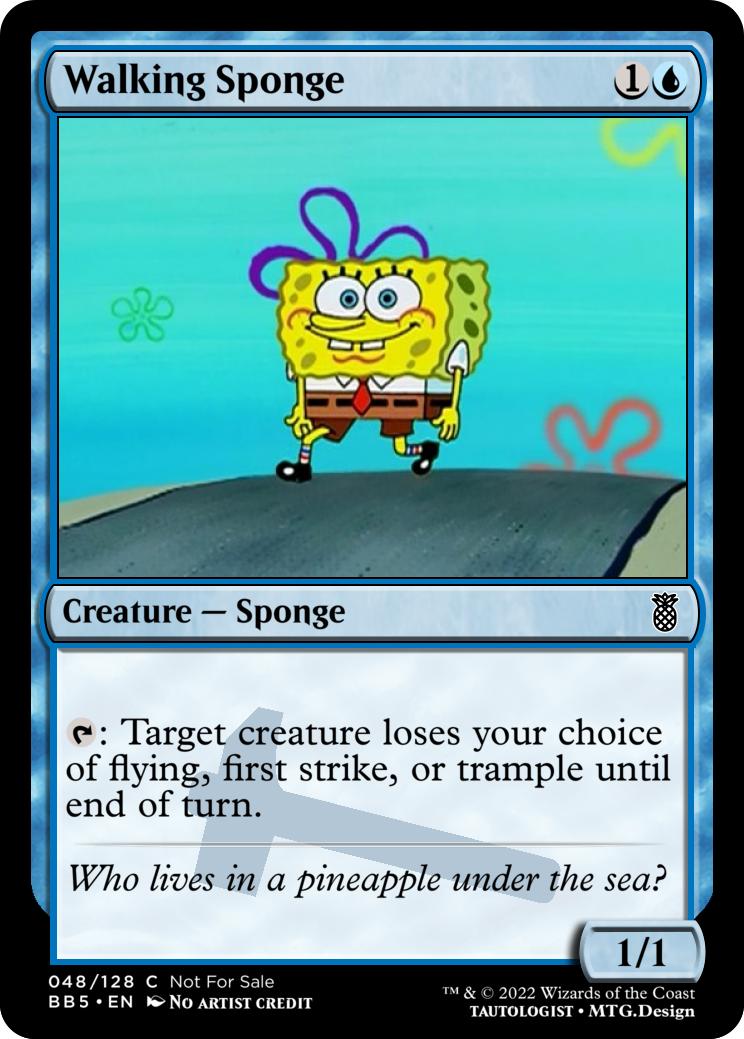 Walking Sponge 1
Creature — Sponge
: Target creature loses your choice
of flying, first strike, or trample until
end of turn.
Who lives in a pineapple under the sea?
1/1
048/128 C Not For Sale
BB5 • EN No artist credit
™ & © 2022 Wizards of the Coast
TAUTOLOGIST • MTG.Design